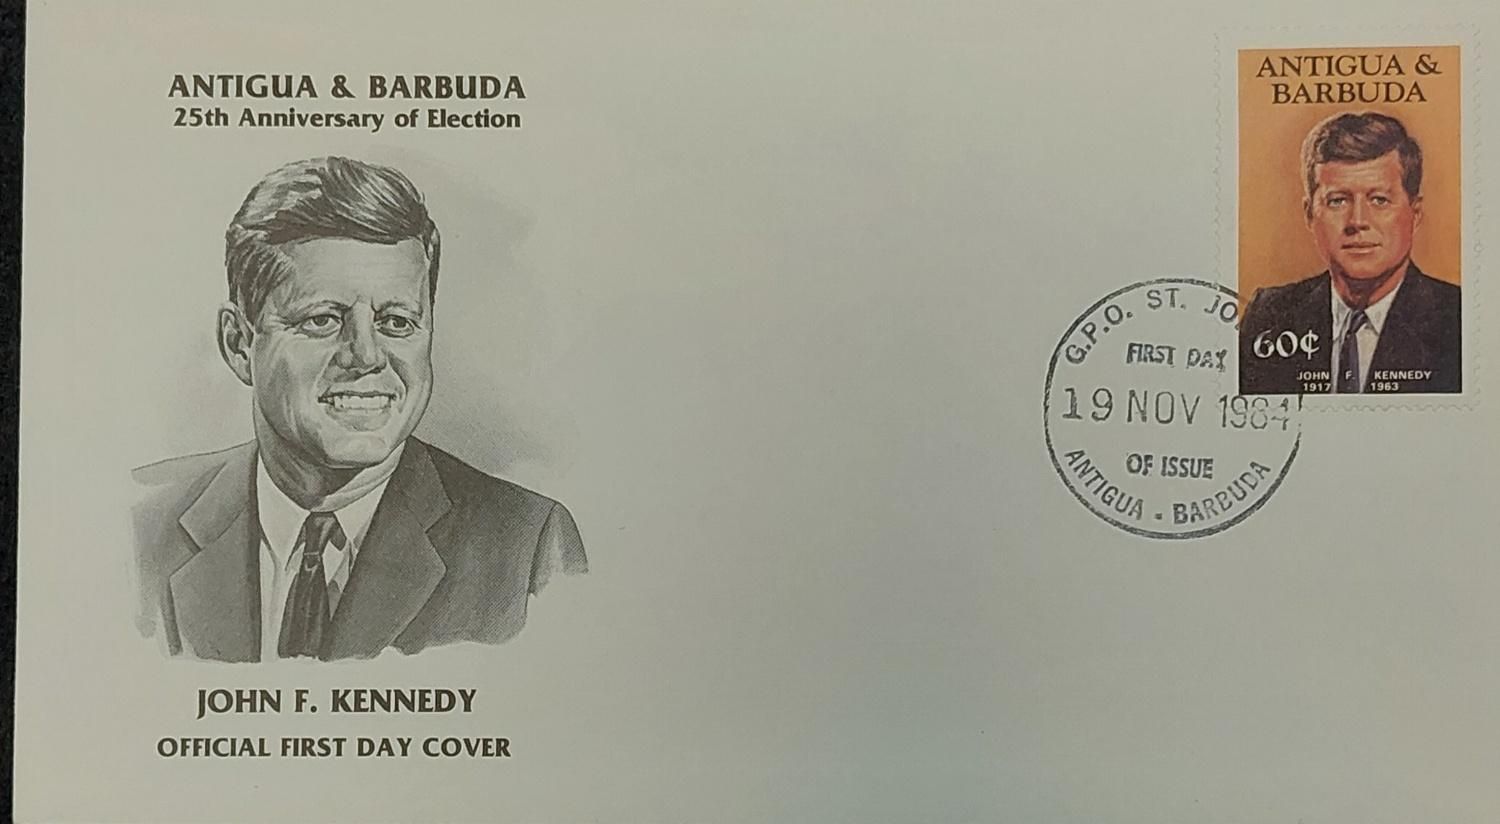 ANTIGUA & BARBUDA
25th Anniversary of Election
JOHN F. KENNEDY
OFFICIAL FIRST DAY COVER
ANTIGUA &
BARBUDA
60¢
JOHN F. KENNEDY
1917 1963
G.P.O. ST.
FIRST DAY
19 NOV 1984
OF ISSUE
ANTIGUA - BARBUDA